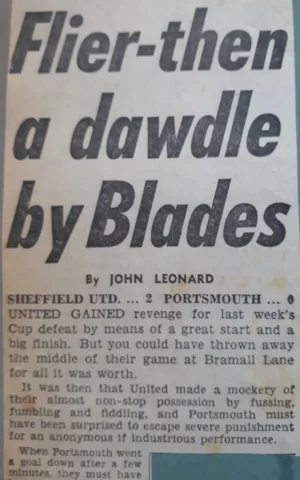 Flier-then
a dawdle
by Blades
By JOHN LEONARD
SHEFFIELD UTD. ... 2 PORTSMOUTH ... 0
UNITED GAINED revenge for last week's
Cup defeat by means of a great start and a
big finish. But you could have thrown away
the middle of their game at Bramall Lane
for all it was worth.
It was then that United made a mockery of
their almost non-stop possession by fussing,
fumbling and fiddling, and Portsmouth must
have been surprised to escape severe punishment
for an anonymous if industrious performance.
When Portsmouth went
a goal down after a few
minutes, they must have